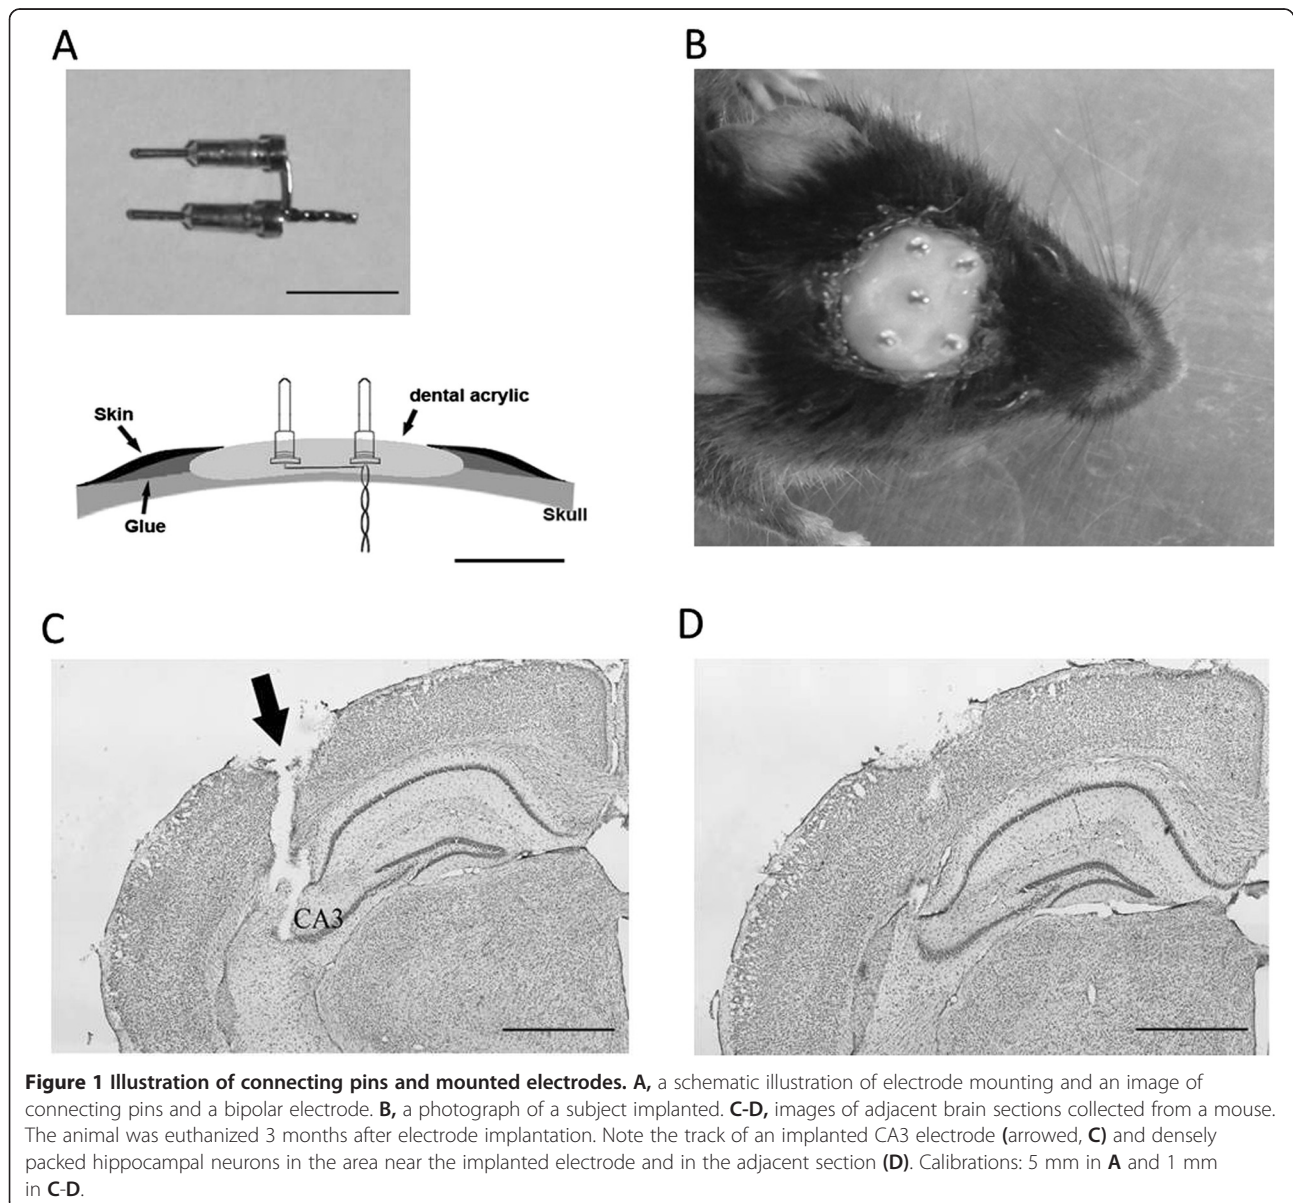 A
B
dental acrylic
Skin
Glue
Skull
C
D
CA3
Figure 1 Illustration of connecting pins and mounted electrodes. A, a schematic illustration of electrode mounting and an image of
connecting pins and a bipolar electrode. B, a photograph of a subject implanted. C-D, images of adjacent brain sections collected from a mouse.
The animal was euthanized 3 months after electrode implantation. Note the track of an implanted CA3 electrode (arrowed, C) and densely
packed hippocampal neurons in the area near the implanted electrode and in the adjacent section (D). Calibrations: 5 mm in A and 1 mm
in C-D.